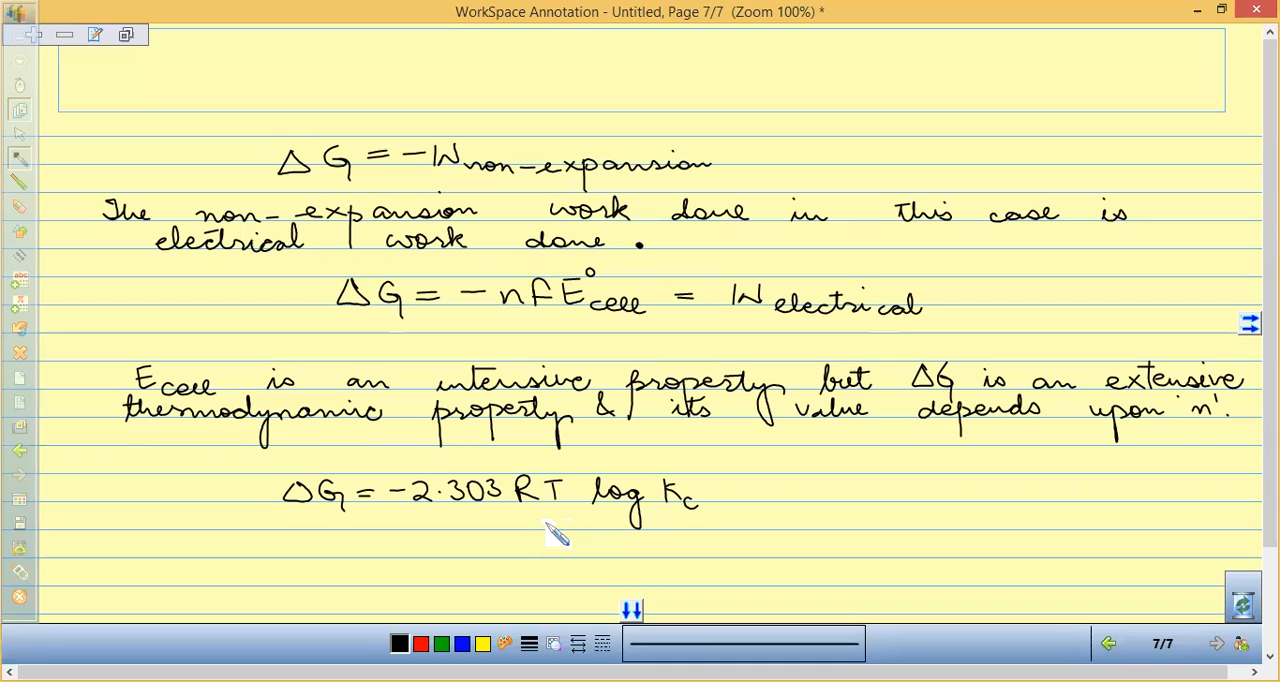 WorkSpace Annotation - Untitled, Page 7/7 (Zoom 100%) *
ΔG = -W non-expansion
The non-expansion work done in this case is
electrical work done.
ΔG = - nFE°cell = W electrical
Ecell is an intensive property but ΔG is an extensive
thermodynamic property & its value depends upon 'n'.
ΔG = -2.303 RT log Kc
7/7